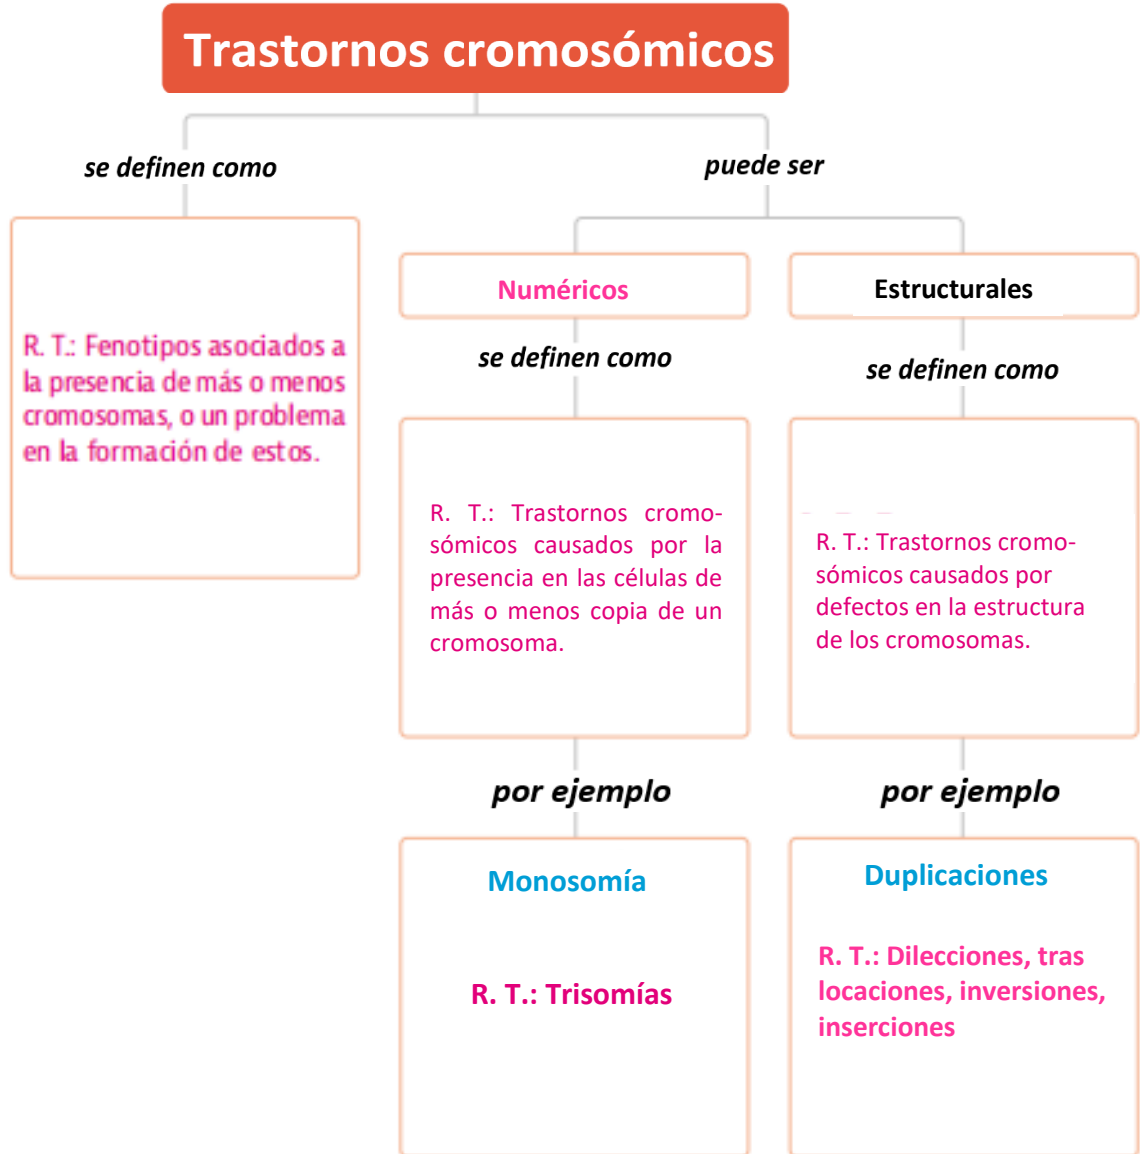 Trastornos cromosómicos
se definen como
puede ser
R. T.: Fenotipos asociados a
la presencia de más o menos
cromosomas, o un problema
en la formación de estos.
Numéricos
Estructurales
se definen como
se definen como
R. T.: Trastornos cromo-
sómicos causados por la
presencia en las células de
más o menos copia de un
cromosoma.
R. T.: Trastornos cromo-
sómicos causados por
defectos en la estructura
de los cromosomas.
por ejemplo
por ejemplo
Monosomía
R. T.: Trisomías
Duplicaciones
R. T.: Dilecciones, tras
locaciones, inversiones,
inserciones